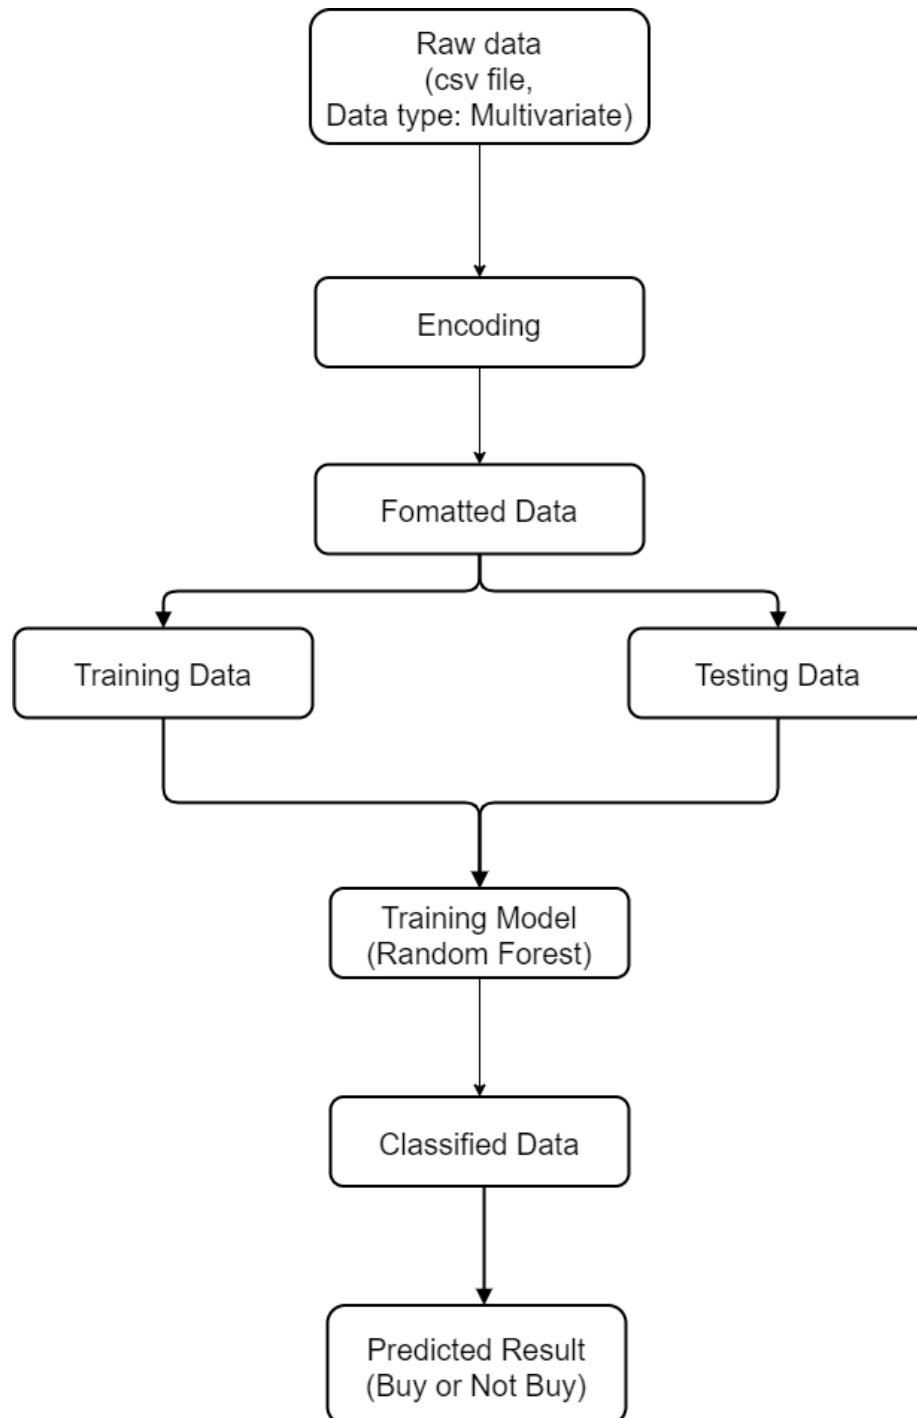 Raw data
(csv file,
Data type: Multivariate)
Encoding
Fomatted Data
Training Data
Testing Data
Training Model
(Random Forest)
Classified Data
Predicted Result
(Buy or Not Buy)